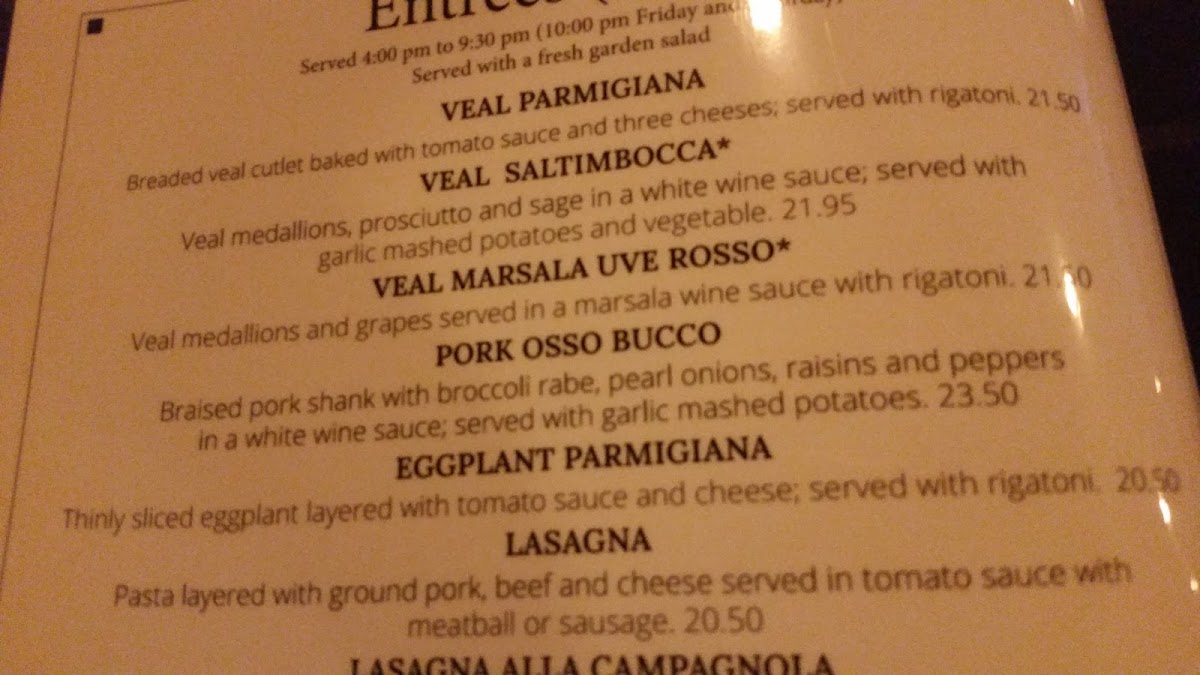 Entrees
Served 4:00 pm to 9:30 pm (10:00 pm Friday and
Served with a fresh garden salad
VEAL PARMIGIANA
Breaded veal cutlet baked with tomato sauce and three cheeses; served with rigatoni. 21.50
VEAL SALTIMBOCCA*
Veal medallions, prosciutto and sage in a white wine sauce; served with
garlic mashed potatoes and vegetable. 21.95
VEAL MARSALA UVE ROSSO*
Veal medallions and grapes served in a marsala wine sauce with rigatoni.
PORK OSSO BUCCO
Braised pork shank with broccoli rabe, pearl onions, raisins and peppers
in a white wine sauce; served with garlic mashed potatoes. 23.50
EGGPLANT PARMIGIANA
Thinly sliced eggplant layered with tomato sauce and cheese; served with rigatoni. 20.50
LASAGNA
Pasta layered with ground pork, beef and cheese served in tomato sauce with
meatball or sausage. 20.50
LASAGNA ALLA CAMPAGNOLA